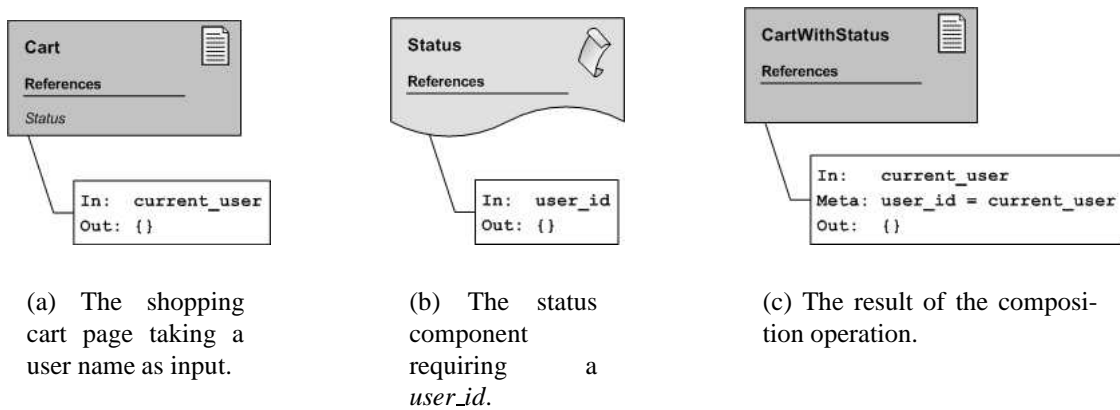 Cart
References
Status
In: current_user
Out: {}
(a) The shopping
cart page taking a
user name as input.
Status
References
In: user_id
Out: {}
(b) The status
component
requiring a
user_id.
CartWithStatus
References
In: current_user
Meta: user_id = current_user
Out: {}
(c) The result of the composi-
tion operation.